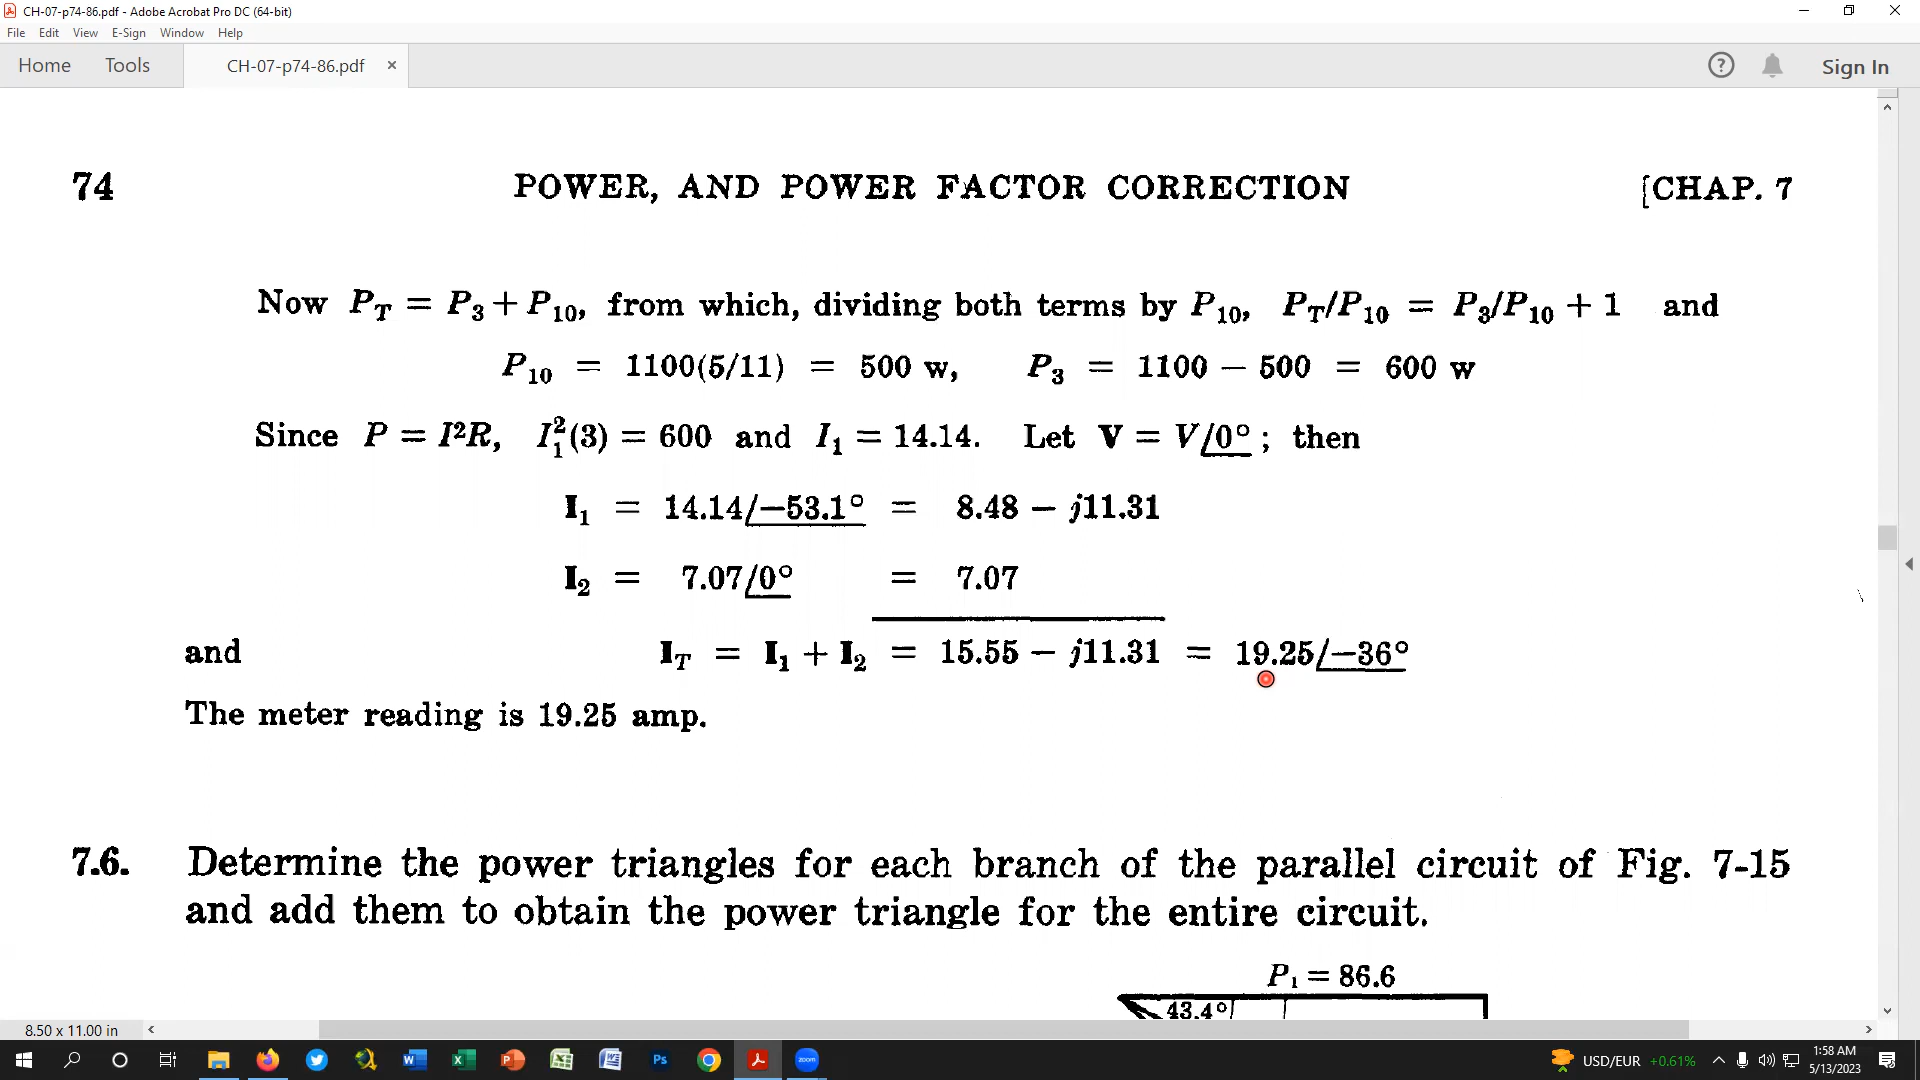 CH-07-p74-86.pdf - Adobe Acrobat Pro DC (64-bit)
File Edit View E-Sign Window Help
Home Tools CH-07-p74-86.pdf × Sign In
74 POWER, AND POWER FACTOR CORRECTION [CHAP. 7
Now P_T = P_3 + P_10, from which, dividing both terms by P_10, P_T/P_10 = P_3/P_10 + 1 and
P_10 = 1100(5/11) = 500 w, P_3 = 1100 − 500 = 600 w
Since P = I²R, I_1²(3) = 600 and I_1 = 14.14. Let V = V/0° ; then
I_1 = 14.14/−53.1° = 8.48 − j11.31
I_2 = 7.07/0° = 7.07
and I_T = I_1 + I_2 = 15.55 − j11.31 = 19.25/−36°
The meter reading is 19.25 amp.
7.6. Determine the power triangles for each branch of the parallel circuit of Fig. 7-15
and add them to obtain the power triangle for the entire circuit.
P_1 = 86.6
43.4°
8.50 x 11.00 in
zoom
USD/EUR +0.61%
1:58 AM
5/13/2023